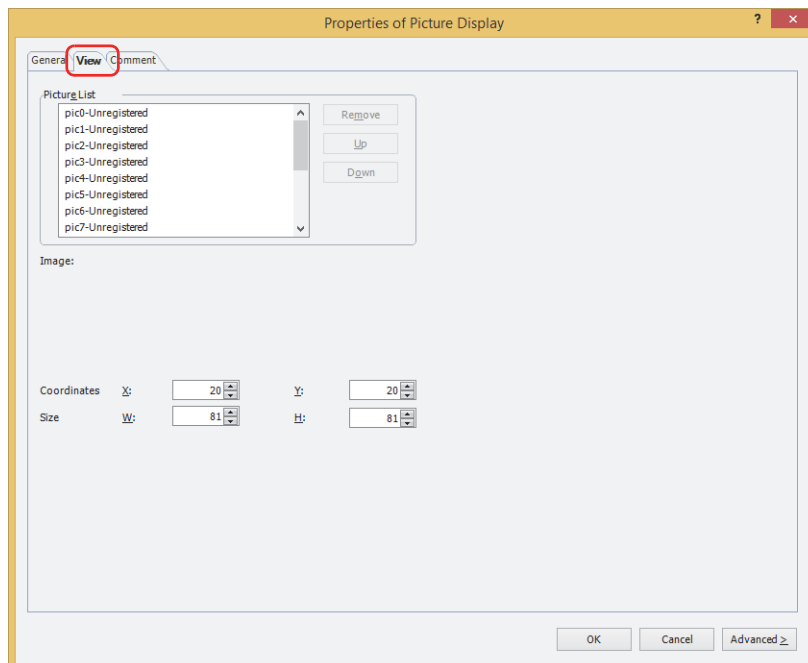 Properties of Picture Display
?
General View Comment
Picture List
pic0-Unregistered
pic1-Unregistered
pic2-Unregistered
pic3-Unregistered
pic4-Unregistered
pic5-Unregistered
pic6-Unregistered
pic7-Unregistered
Remove
Up
Down
Image:
Coordinates X: 20 Y: 20
Size W: 81 H: 81
OK Cancel Advanced >